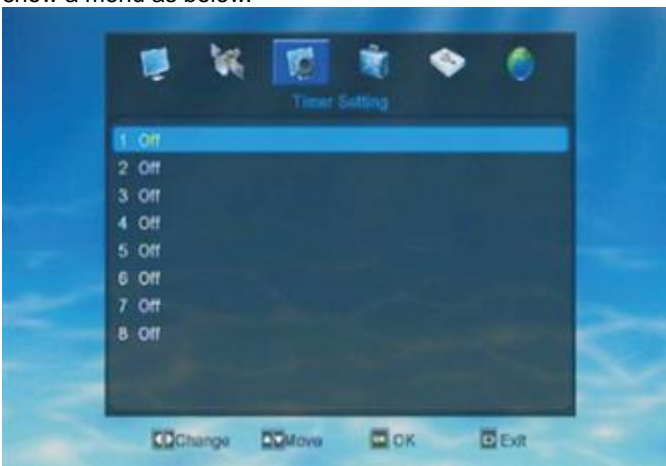 show a menu as below.
Timer Setting
1 Off
2 Off
3 Off
4 Off
5 Off
6 Off
7 Off
8 Off
Change Move OK Exit